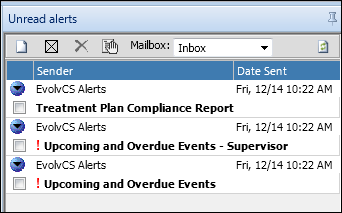 Unread alerts
Mailbox: Inbox
Sender Date Sent
EvolvCS Alerts Fri, 12/14 10:22 AM
Treatment Plan Compliance Report
EvolvCS Alerts Fri, 12/14 10:22 AM
! Upcoming and Overdue Events - Supervisor
EvolvCS Alerts Fri, 12/14 10:22 AM
! Upcoming and Overdue Events